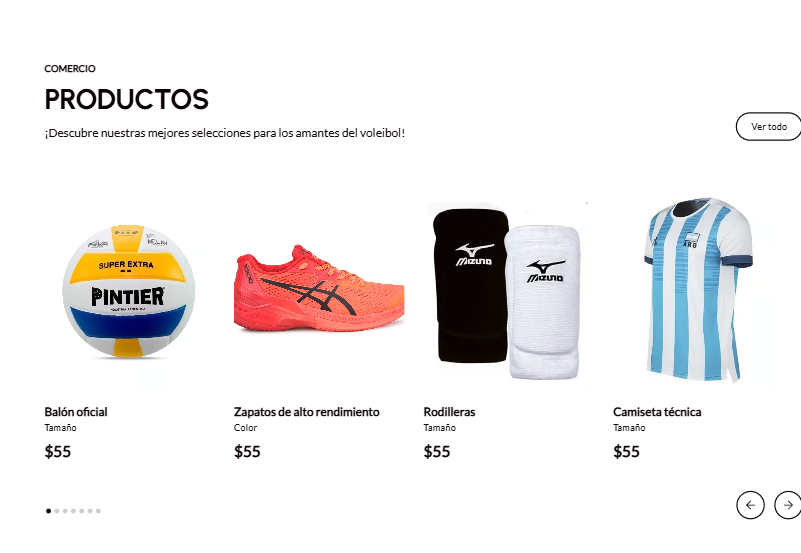 COMERCIO
PRODUCTOS
¡Descubre nuestras mejores selecciones para los amantes del voleibol!
Ver todo
SUPER EXTRA
PINTIER
MIZUNO
MIZUNO
ARG
Balón oficial
Tamaño
$55
Zapatos de alto rendimiento
Color
$55
Rodilleras
Tamaño
$55
Camiseta técnica
Tamaño
$55